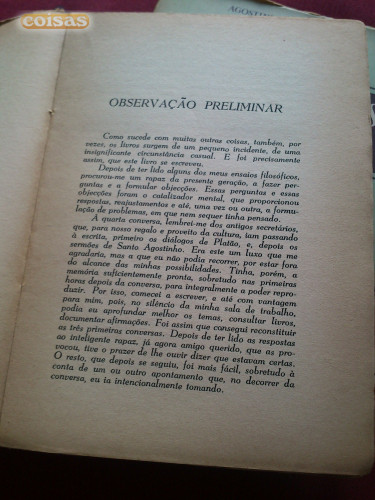 coisas
AGOSTI
OBSERVAÇÃO PRELIMINAR
Como sucede com muitas outras coisas, também, por
vezes, os livros surgem de um pequeno incidente, de uma
insignificante circunstância casual. E foi precisamente
assim, que este livro se escreveu.
Depois de ter lido alguns dos meus ensaios filosóficos,
procurou-me um rapaz da presente geração, a fazer per-
guntas e a formular objecções. Essas perguntas e essas
objecções foram o catalizador mental, que proporcionou
respostas, reajustamentos e até, uma vez ou outra, a formu-
lação de problemas, em que nem sequer tinha pensado.
A quarta conversa, lembrei-me dos antigos secretários,
que, para nosso regalo e proveito da cultura, iam passando
à escrita, primeiro os diálogos de Platão, e, depois os
sermões de Santo Agostinho. Era este um luxo que me
agradaria, mas a que eu não podia recorrer, por estar fora
do alcance das minhas possibilidades. Tinha, porém, a
memória suficientemente pronta, sobretudo nas primeiras
horas depois da conversa, para integralmente a poder repro-
duzir. Por isso, comecei a escrever, e até com vantagem
para mim, pois, no silêncio da minha sala de trabalho,
podia eu aprofundar melhor os temas, consultar livros,
documentar afirmações. Foi assim que consegui reconstituir
as três primeiras conversas. Depois de ter lido as respostas
ao inteligente rapaz, já agora amigo querido, que as pro-
vocou, tive o prazer de lhe ouvir dizer que estavam certas.
O resto, que depois se seguiu, foi mais fácil, sobretudo à
conta de um ou outro apontamento que, no decorrer da
conversa, eu ia intencionalmente tomando.